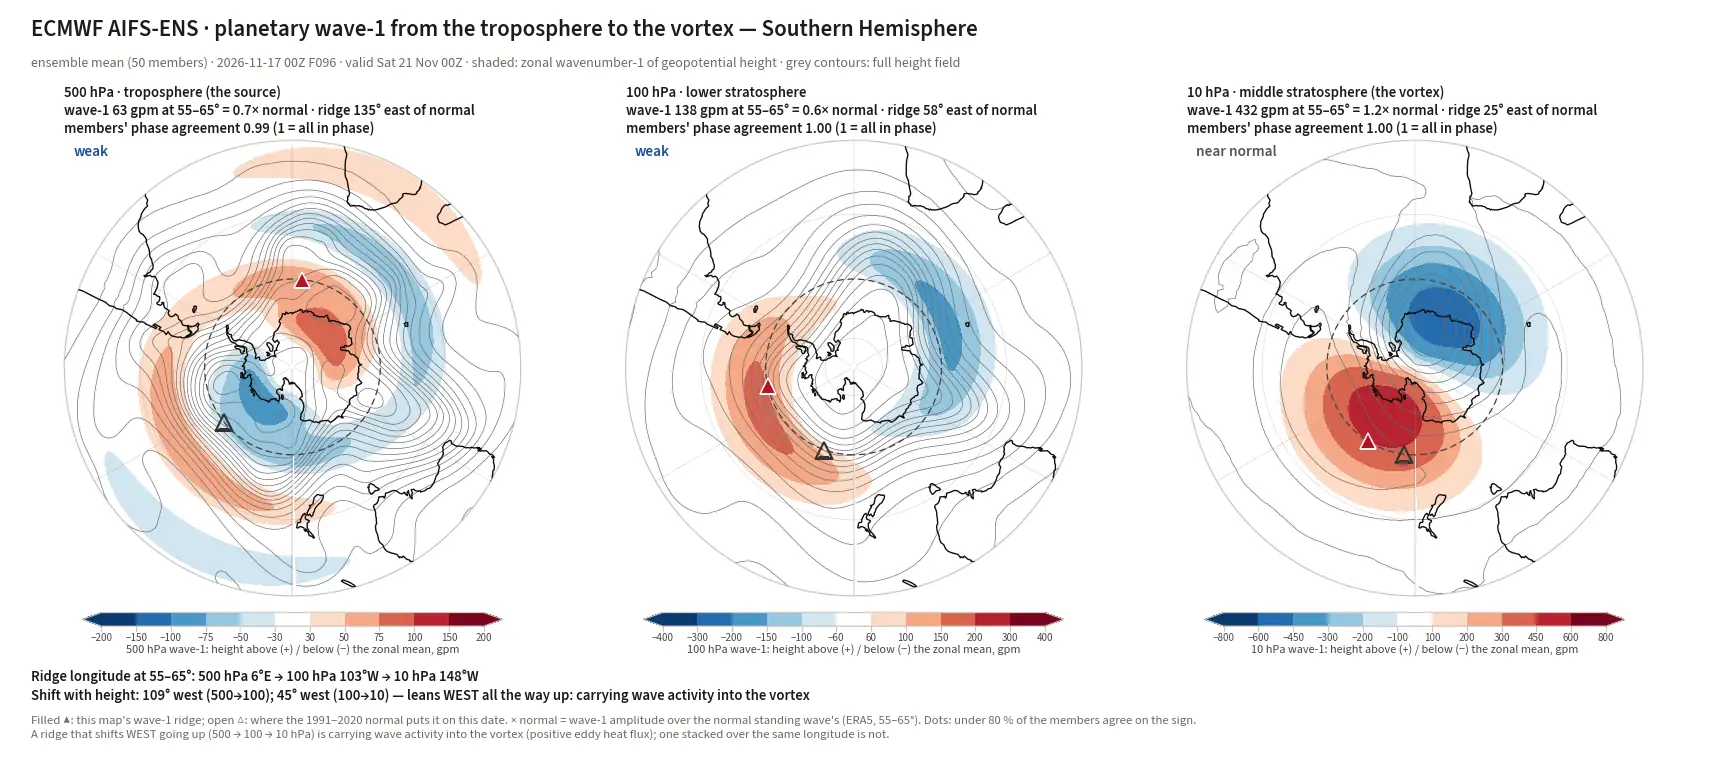 ECMWF AIFS-ENS · planetary wave-1 from the troposphere to the vortex — Southern Hemisphere
ensemble mean (50 members) · 2026-11-17 00Z F096 · valid Sat 21 Nov 00Z · shaded: zonal wavenumber-1 of geopotential height · grey contours: full height field
500 hPa · troposphere (the source)
wave-1 63 gpm at 55–65° = 0.7× normal · ridge 135° east of normal
members' phase agreement 0.99 (1 = all in phase)
weak
100 hPa · lower stratosphere
wave-1 138 gpm at 55–65° = 0.6× normal · ridge 58° east of normal
members' phase agreement 1.00 (1 = all in phase)
weak
10 hPa · middle stratosphere (the vortex)
wave-1 432 gpm at 55–65° = 1.2× normal · ridge 25° east of normal
members' phase agreement 1.00 (1 = all in phase)
near normal
−200 −150 −100 −75 −50 −30 30 50 75 100 150 200
500 hPa wave-1: height above (+) / below (−) the zonal mean, gpm
−400 −300 −200 −150 −100 −60 60 100 150 200 300 400
100 hPa wave-1: height above (+) / below (−) the zonal mean, gpm
−800 −600 −450 −300 −200 −100 100 200 300 450 600 800
10 hPa wave-1: height above (+) / below (−) the zonal mean, gpm
Ridge longitude at 55–65°: 500 hPa 6°E → 100 hPa 103°W → 10 hPa 148°W
Shift with height: 109° west (500→100); 45° west (100→10) — leans WEST all the way up: carrying wave activity into the vortex
Filled ▲: this map's wave-1 ridge; open △: where the 1991–2020 normal puts it on this date. × normal = wave-1 amplitude over the normal standing wave's (ERA5, 55–65°). Dots: under 80 % of the members agree on the sign.
A ridge that shifts WEST going up (500 → 100 → 10 hPa) is carrying wave activity into the vortex (positive eddy heat flux); one stacked over the same longitude is not.